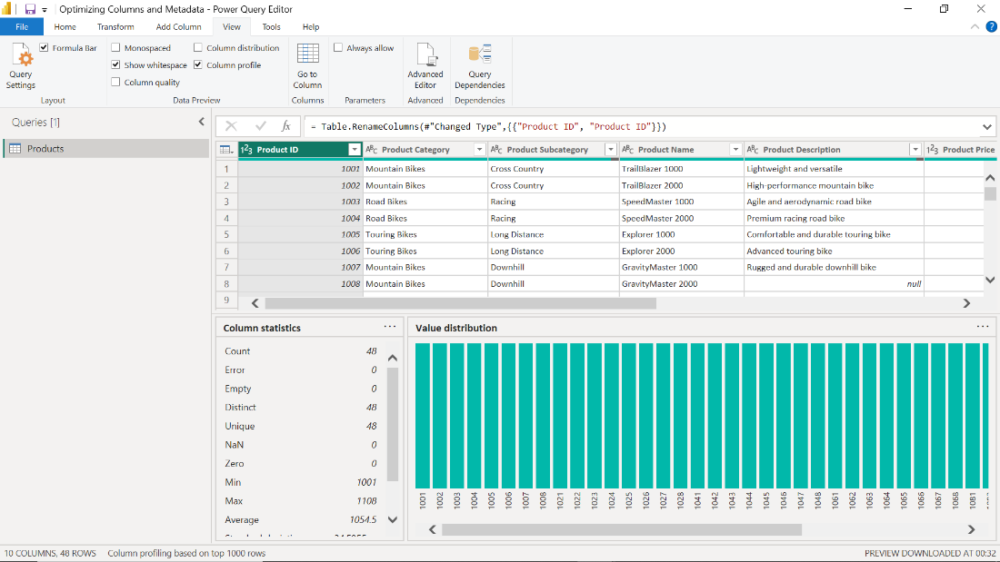 Optimizing Columns and Metadata - Power Query Editor
File Home Transform Add Column View Tools Help
Query Settings
Formula Bar
Layout
Monospaced
Show whitespace
Column quality
Column distribution
Column profile
Data Preview
Go to Column
Columns
Always allow
Parameters
Advanced Editor
Advanced
Query Dependencies
Dependencies
Queries [1]
Products
fx = Table.RenameColumns(#"Changed Type",{{"Product ID", "Product ID"}})
123 Product ID ABC Product Category ABC Product Subcategory ABC Product Name ABC Product Description 123 Product Price
1 1001 Mountain Bikes Cross Country TrailBlazer 1000 Lightweight and versatile
2 1002 Mountain Bikes Cross Country TrailBlazer 2000 High-performance mountain bike
3 1003 Road Bikes Racing SpeedMaster 1000 Agile and aerodynamic road bike
4 1004 Road Bikes Racing SpeedMaster 2000 Premium racing road bike
5 1005 Touring Bikes Long Distance Explorer 1000 Comfortable and durable touring bike
6 1006 Touring Bikes Long Distance Explorer 2000 Advanced touring bike
7 1007 Mountain Bikes Downhill GravityMaster 1000 Rugged and durable downhill bike
8 1008 Mountain Bikes Downhill GravityMaster 2000 null
9
Column statistics ...
Count 48
Error 0
Empty 0
Distinct 48
Unique 48
NaN 0
Zero 0
Min 1001
Max 1108
Average 1054.5
Value distribution ...
1001 1002 1003 1004 1005 1006 1007 1008 1021 1022 1023 1024 1025 1026 1027 1028 1041 1042 1043 1044 1045 1046 1047 1048 1061 1062 1063 1064 1065 1066 1067 1068 1081
10 COLUMNS, 48 ROWS Column profiling based on top 1000 rows
PREVIEW DOWNLOADED AT 00:32